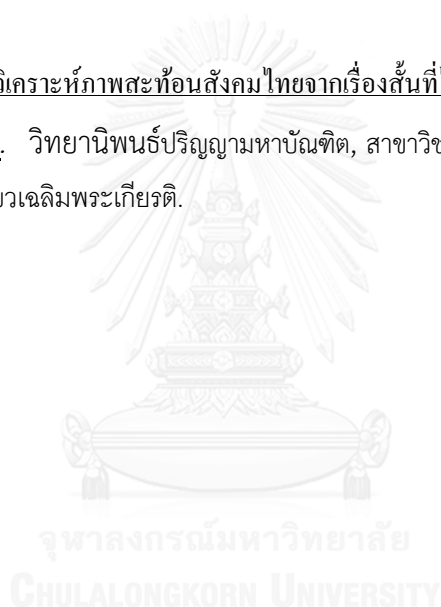 วิเคราะห์ภาพสะท้อนสังคมไทยจากเรื่องสั้นที่
. วิทยานิพนธ์ปริญญามหาบัณฑิต, สาขาวิช
ยวเฉลิมพระเกียรติ.
จุฬาลงกรณ์มหาวิทยาลัย
CHULALONGKORN UNIVERSITY